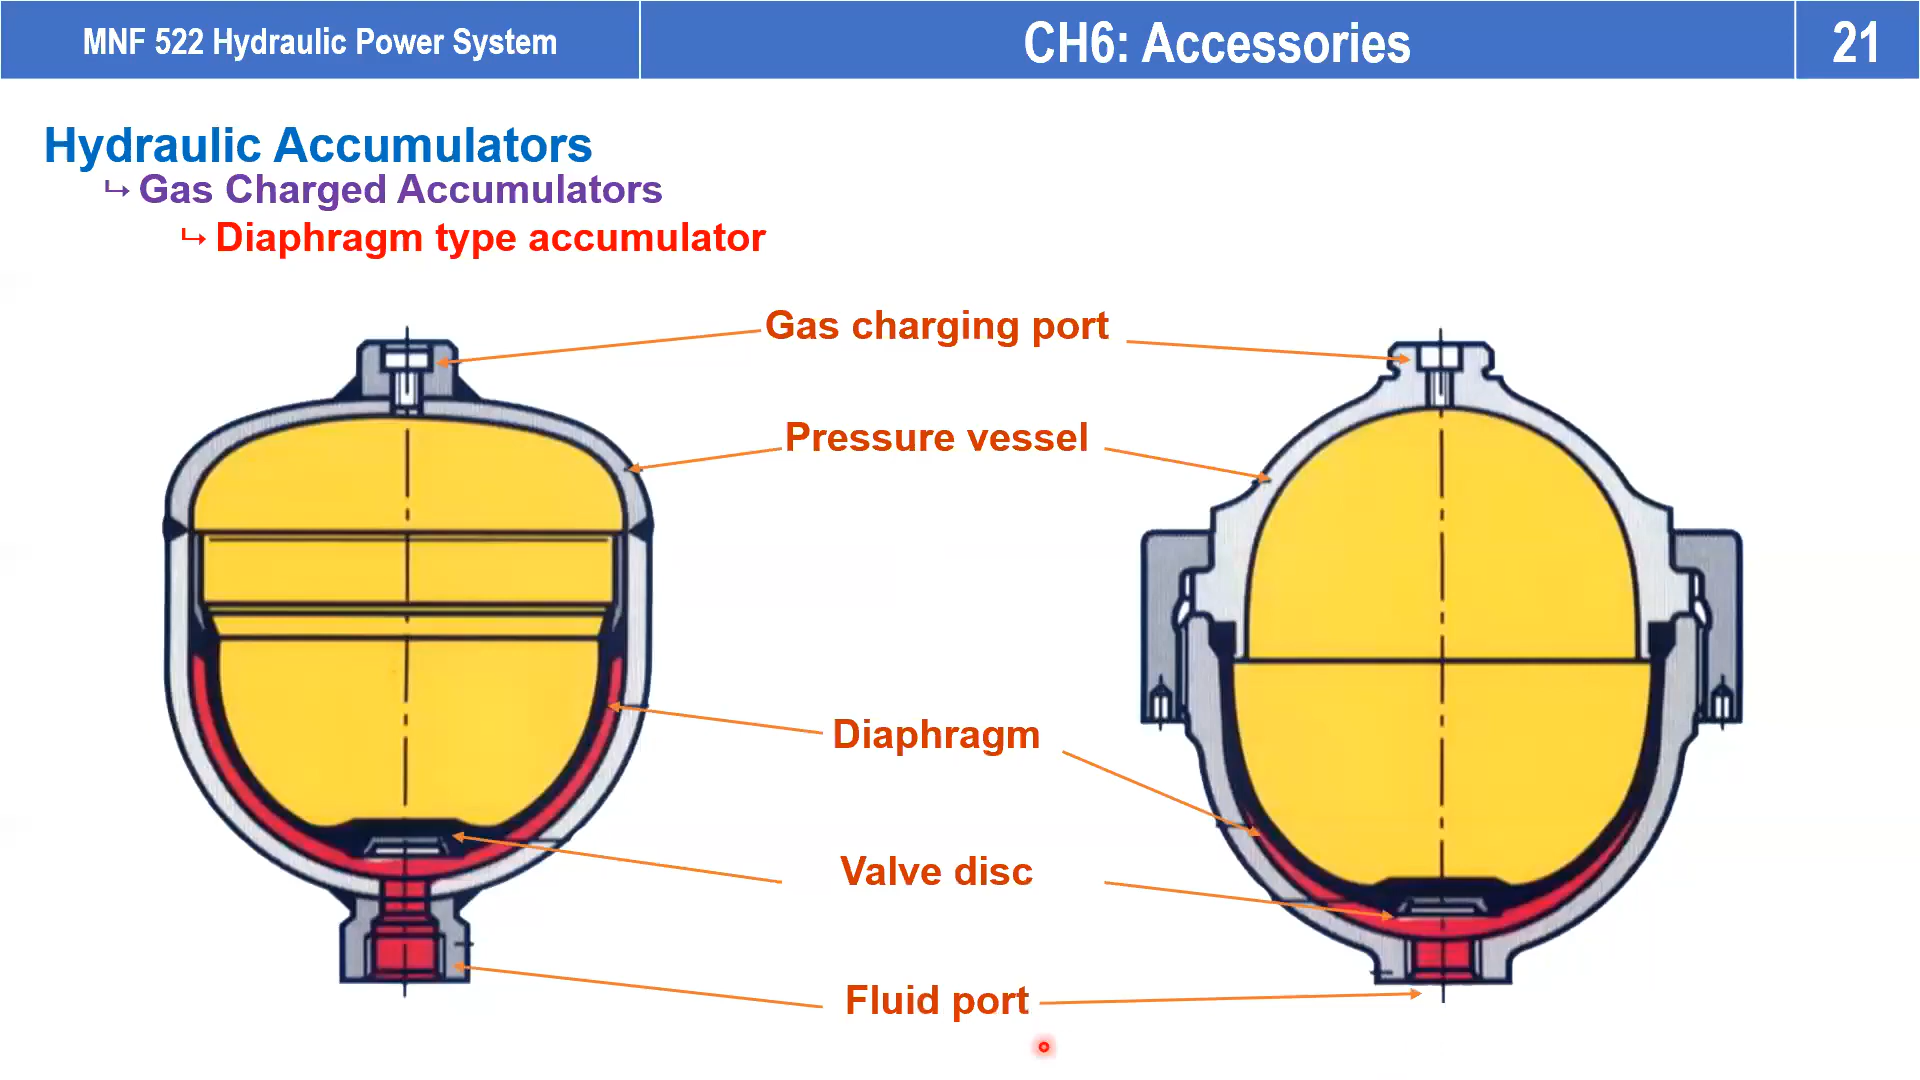 MNF 522 Hydraulic Power System
CH6: Accessories
21
Hydraulic Accumulators
↳ Gas Charged Accumulators
↳ Diaphragm type accumulator
Gas charging port
Pressure vessel
Diaphragm
Valve disc
Fluid port